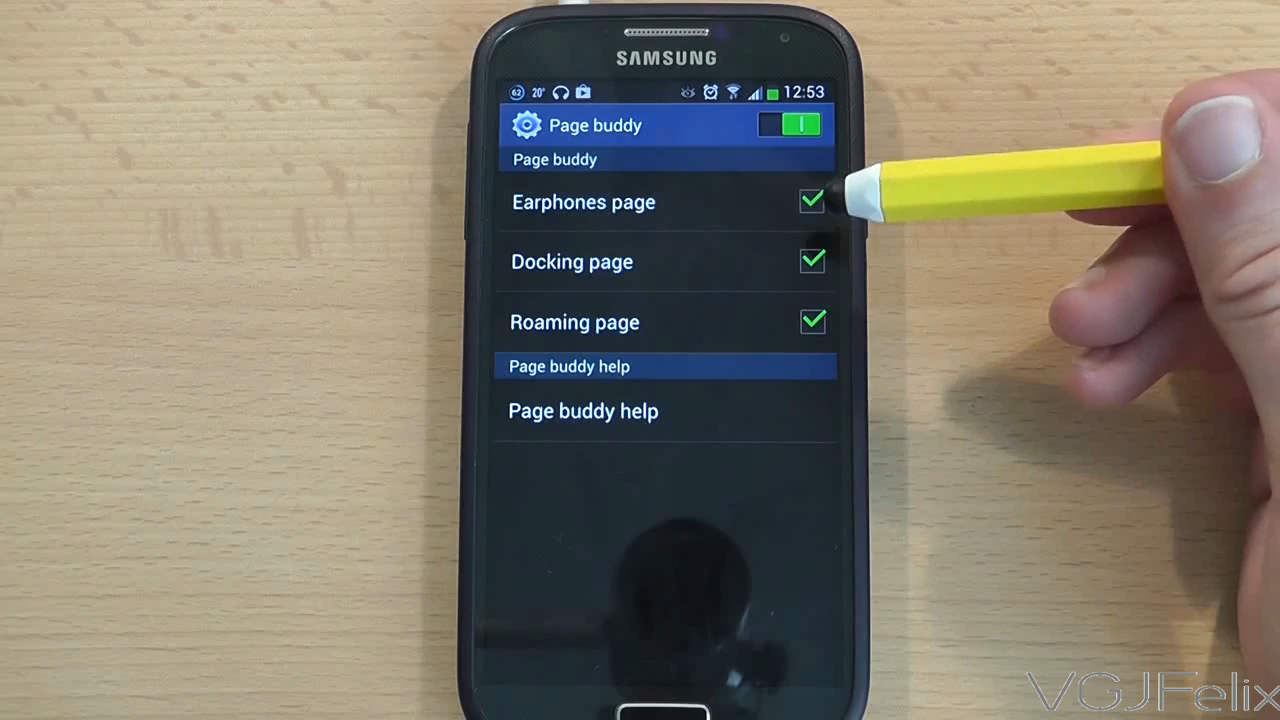 SAMSUNG
62 20° 12:53
Page buddy
Page buddy
Earphones page
Docking page
Roaming page
Page buddy help
Page buddy help
VGJFelix